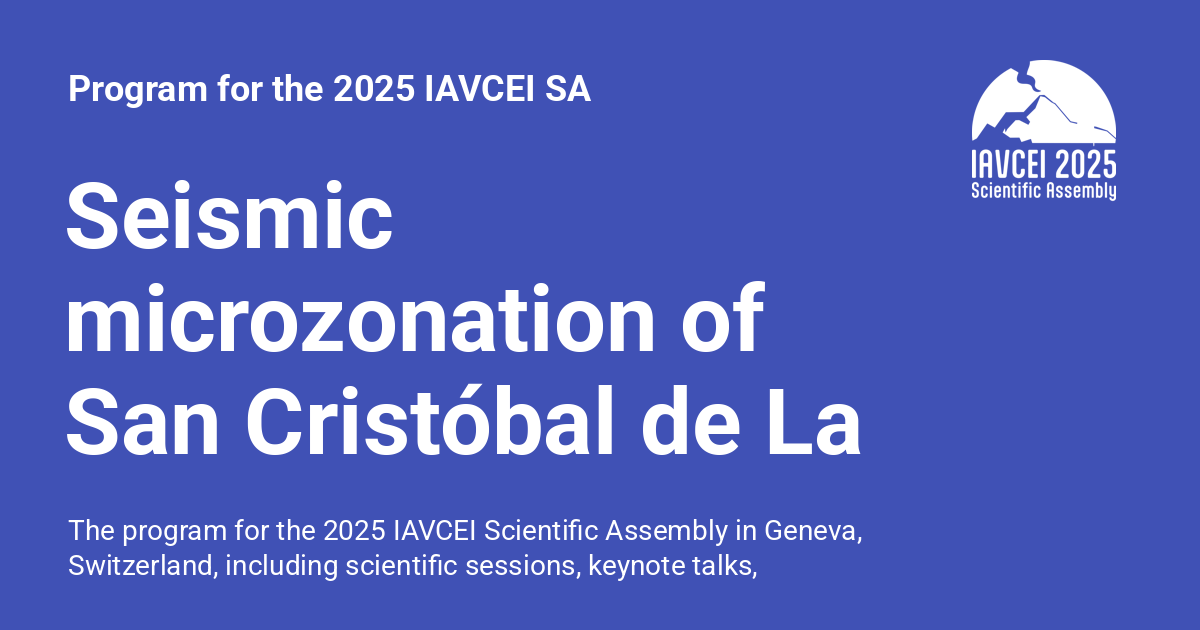 Program for the 2025 IAVCEI SA
IAVCEI 2025
Scientific Assembly
Seismic
microzonation of
San Cristóbal de La
The program for the 2025 IAVCEI Scientific Assembly in Geneva,
Switzerland, including scientific sessions, keynote talks,